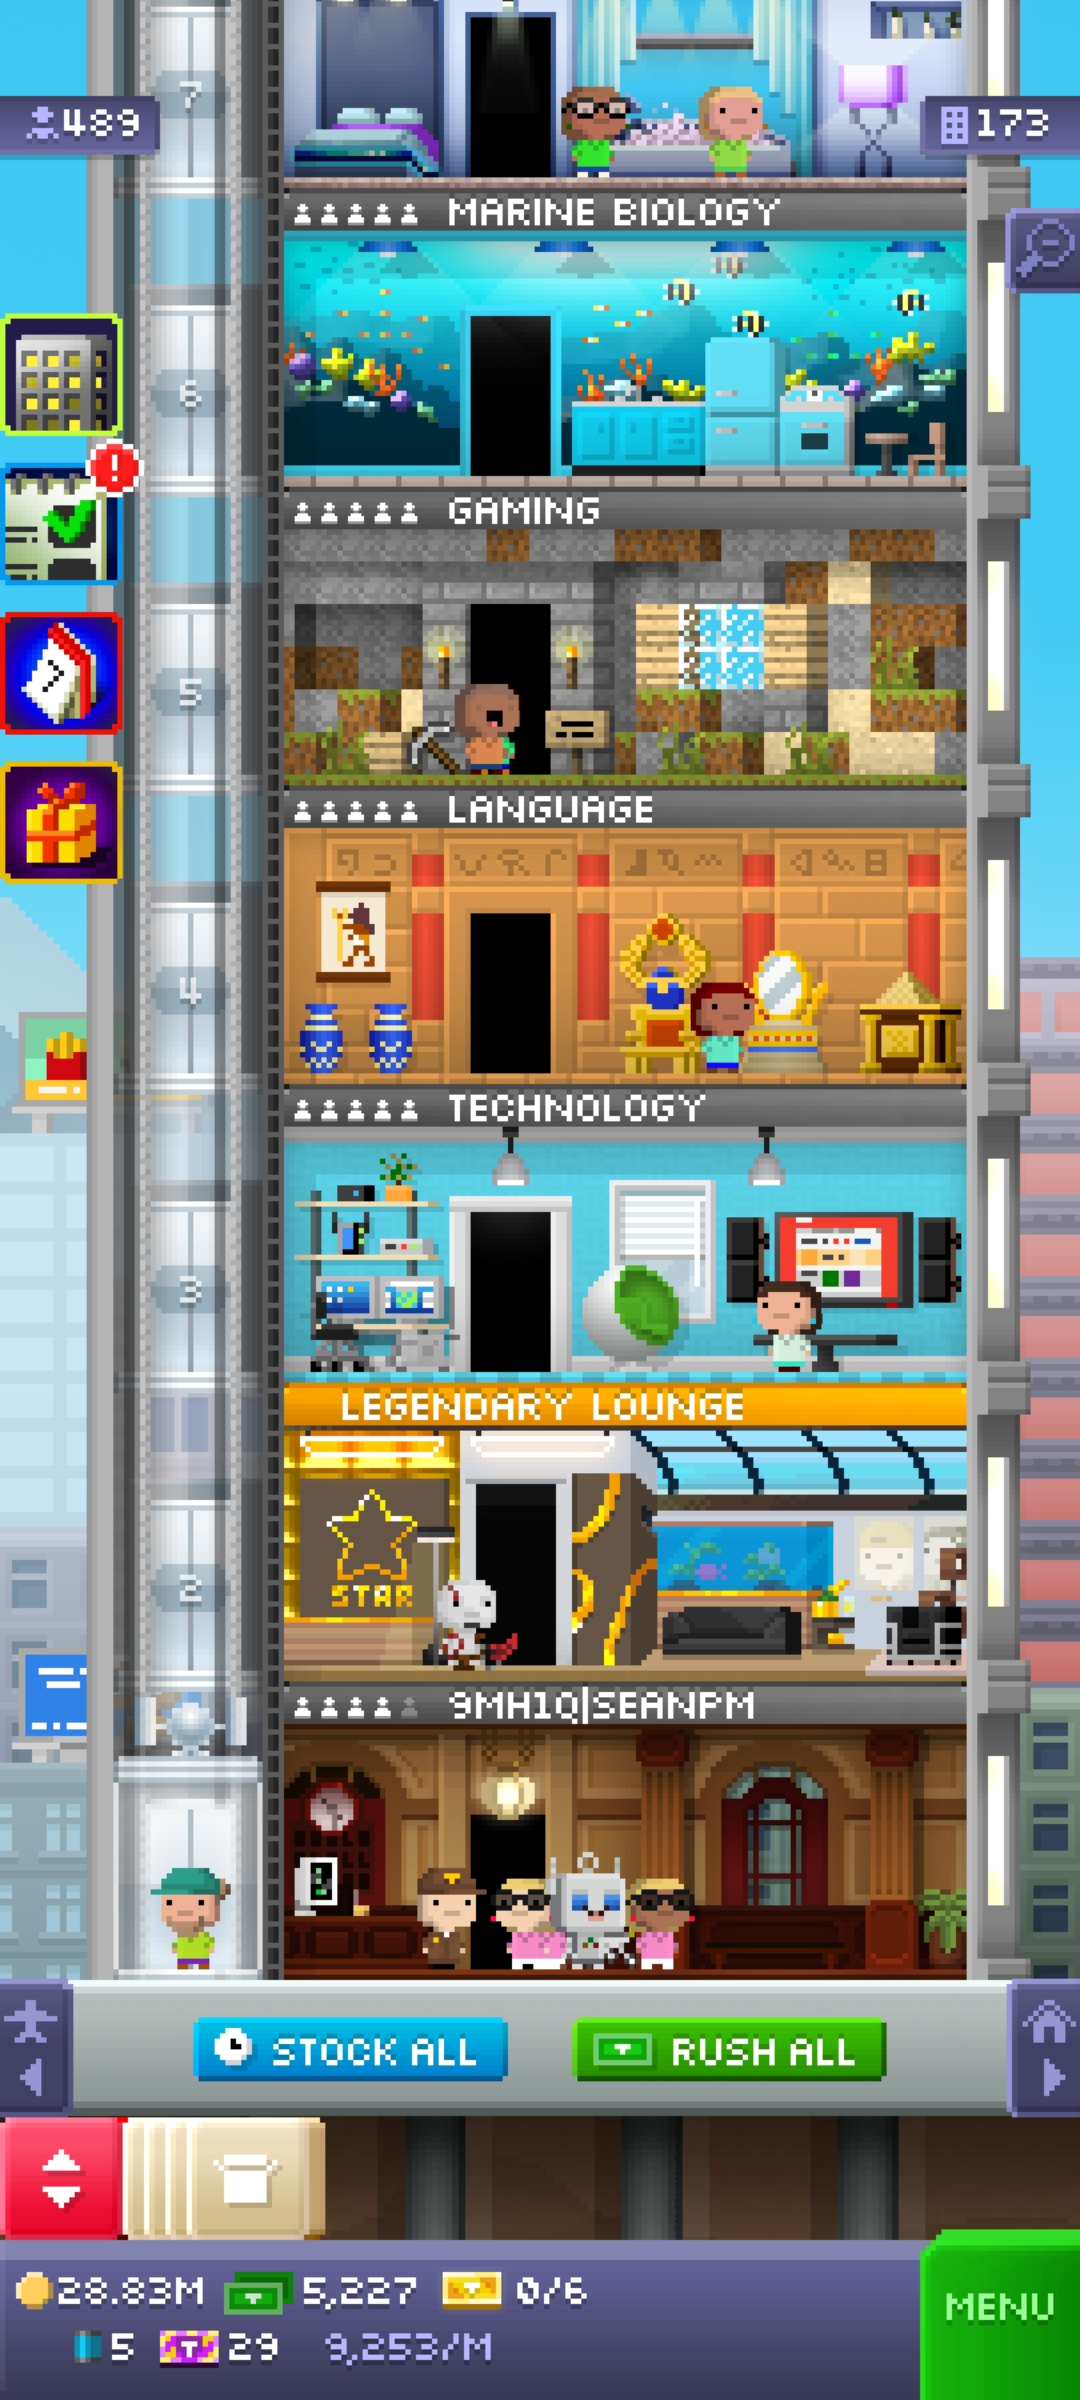 7
489
173
MARINE BIOLOGY
6
GAMING
5
LANGUAGE
4
TECHNOLOGY
3
LEGENDARY LOUNGE
STAR
2
9MH1Q|SEANPM
STOCK ALL
RUSH ALL
28.83M
5,227
0/6
5
29
9,253/M
MENU